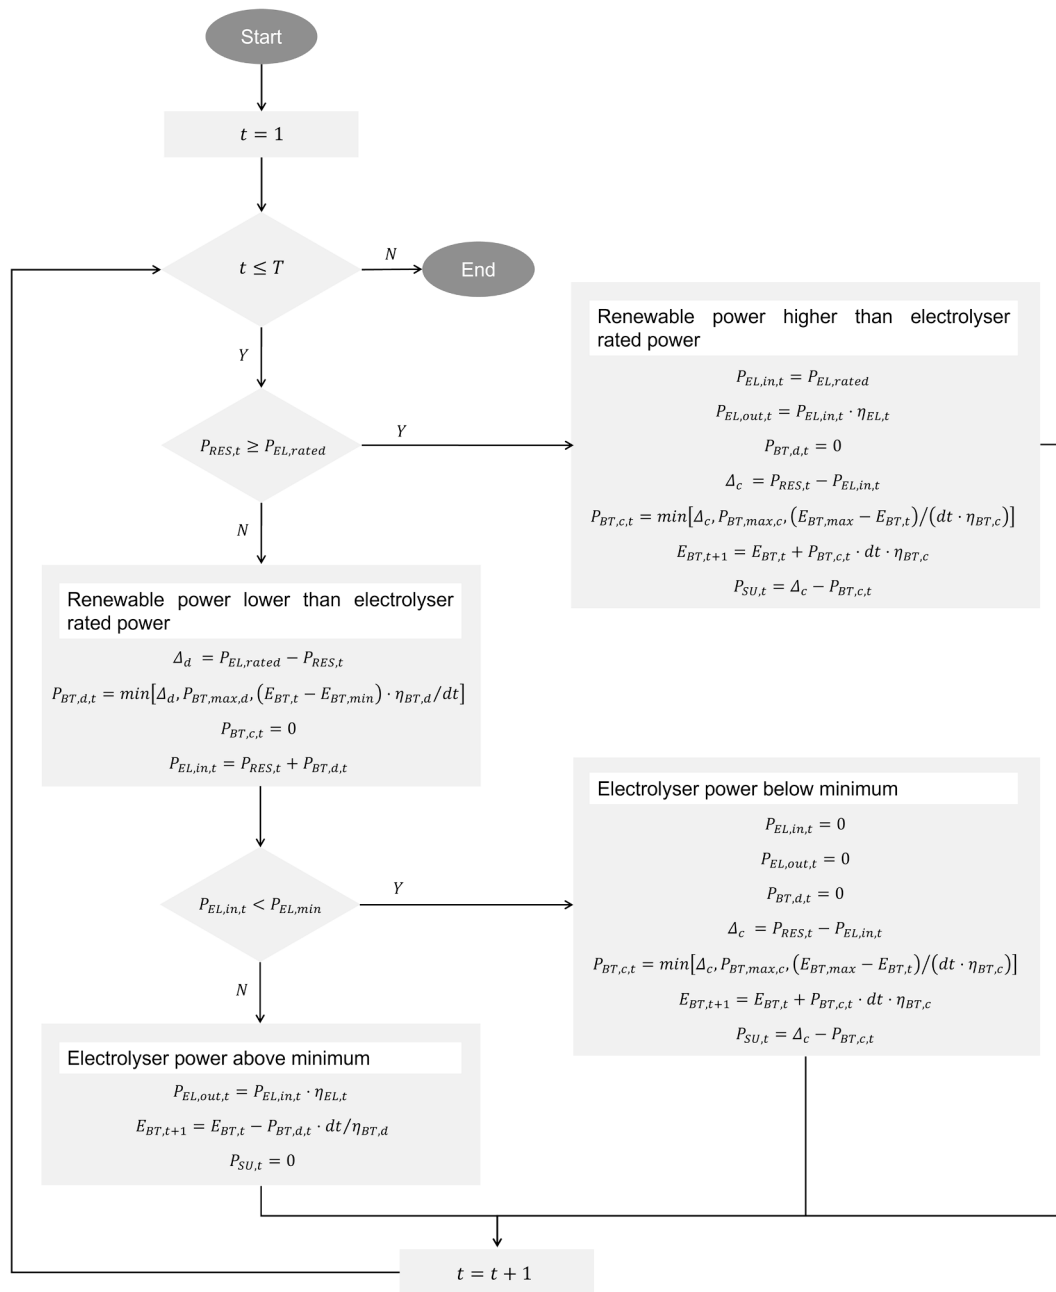 Start
t = 1
t ≤ T
N
End
Y
P_{RES,t} ≥ P_{EL,rated}
Y
Renewable power higher than electrolyser
rated power
P_{EL,in,t} = P_{EL,rated}
P_{EL,out,t} = P_{EL,in,t} · η_{EL,t}
P_{BT,d,t} = 0
Δ_c = P_{RES,t} − P_{EL,in,t}
P_{BT,c,t} = min[Δ_c, P_{BT,max,c}, (E_{BT,max} − E_{BT,t})/(dt · η_{BT,c})]
E_{BT,t+1} = E_{BT,t} + P_{BT,c,t} · dt · η_{BT,c}
P_{SU,t} = Δ_c − P_{BT,c,t}
N
Renewable power lower than electrolyser
rated power
Δ_d = P_{EL,rated} − P_{RES,t}
P_{BT,d,t} = min[Δ_d, P_{BT,max,d}, (E_{BT,t} − E_{BT,min}) · η_{BT,d}/dt]
P_{BT,c,t} = 0
P_{EL,in,t} = P_{RES,t} + P_{BT,d,t}
P_{EL,in,t} < P_{EL,min}
Y
Electrolyser power below minimum
P_{EL,in,t} = 0
P_{EL,out,t} = 0
P_{BT,d,t} = 0
Δ_c = P_{RES,t} − P_{EL,in,t}
P_{BT,c,t} = min[Δ_c, P_{BT,max,c}, (E_{BT,max} − E_{BT,t})/(dt · η_{BT,c})]
E_{BT,t+1} = E_{BT,t} + P_{BT,c,t} · dt · η_{BT,c}
P_{SU,t} = Δ_c − P_{BT,c,t}
N
Electrolyser power above minimum
P_{EL,out,t} = P_{EL,in,t} · η_{EL,t}
E_{BT,t+1} = E_{BT,t} − P_{BT,d,t} · dt/η_{BT,d}
P_{SU,t} = 0
t = t + 1